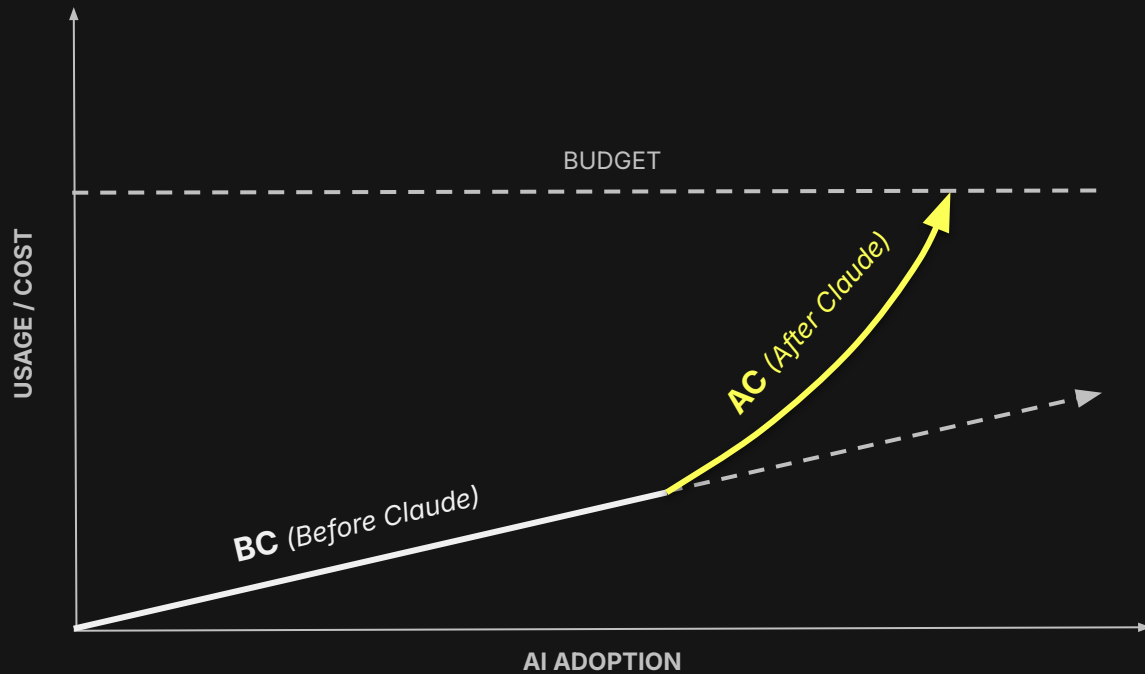 BUDGET
USAGE / COST
AC (After Claude)
BC (Before Claude)
AI ADOPTION